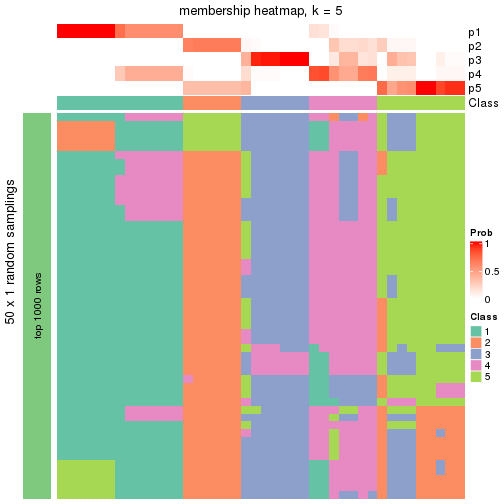 membership heatmap, k = 5
p1
p2
p3
p4
p5
Class
50 x 1 random samplings
top 1000 rows
Prob
1
0.5
0
Class
1
2
3
4
5